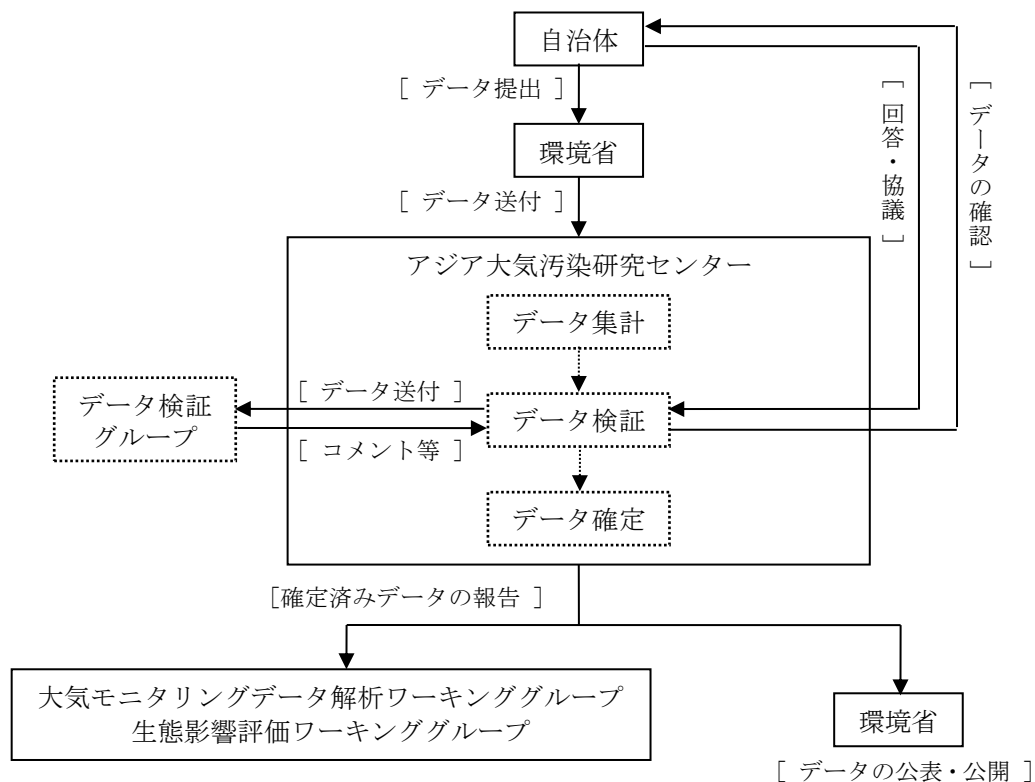 自治体
[ データ提出 ]
環境省
[ データ送付 ]
[ 回答・協議 ]
[ データの確認 ]
アジア大気汚染研究センター
データ集計
[ データ送付 ]
データ検証
グループ
データ検証
[ コメント等 ]
データ確定
[確定済みデータの報告 ]
大気モニタリングデータ解析ワーキンググループ
生態影響評価ワーキンググループ
環境省
[ データの公表・公開 ]